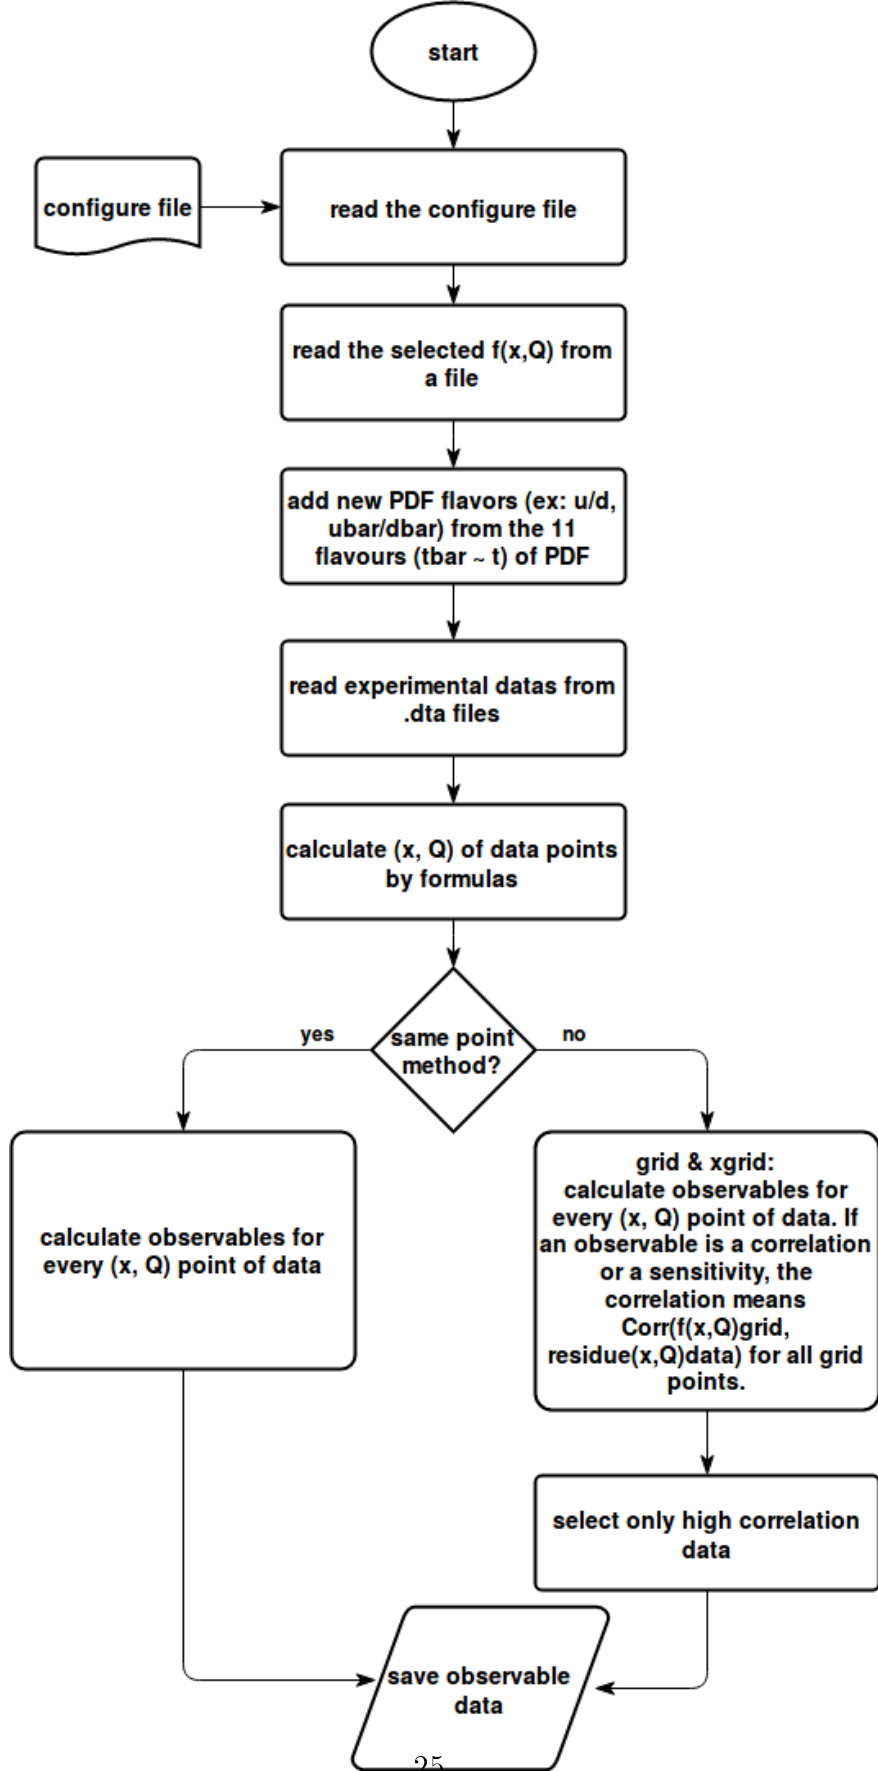 start
configure file
read the configure file
read the selected f(x,Q) from
a file
add new PDF flavors (ex: u/d,
ubar/dbar) from the 11
flavours (tbar ~ t) of PDF
read experimental datas from
.dta files
calculate (x, Q) of data points
by formulas
same point
method?
yes
no
calculate observables for
every (x, Q) point of data
grid & xgrid:
calculate observables for
every (x, Q) point of data. If
an observable is a correlation
or a sensitivity, the
correlation means
Corr(f(x,Q)grid,
residue(x,Q)data) for all grid
points.
select only high correlation
data
save observable
data
25